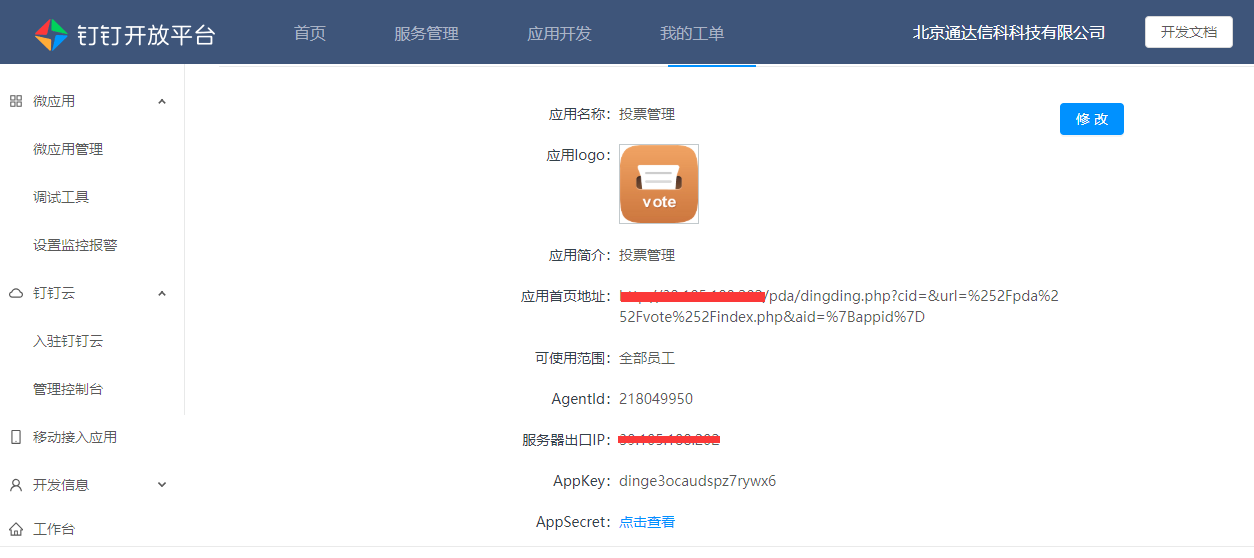 钉钉开放平台 首页 服务管理 应用开发 我的工单 北京通达信科科技有限公司 开发文档
微应用
微应用管理
调试工具
设置监控报警
钉钉云
入驻钉钉云
管理控制台
移动接入应用
开发信息
工作台
应用名称: 投票管理
修 改
应用logo:
vote
应用简介: 投票管理
应用首页地址: /pda/dingding.php?cid=&url=%252Fpda%2
52Fvote%252Findex.php&aid=%7Bappid%7D
可使用范围: 全部员工
AgentId: 218049950
服务器出口IP:
AppKey: dinge3ocaudspz7rywx6
AppSecret: 点击查看